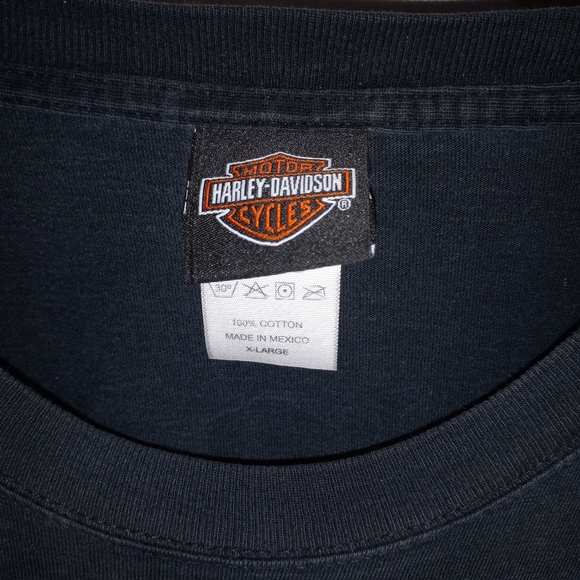 MOTOR
HARLEY-DAVIDSON
CYCLES ®
30°
100% COTTON
MADE IN MEXICO
X-LARGE